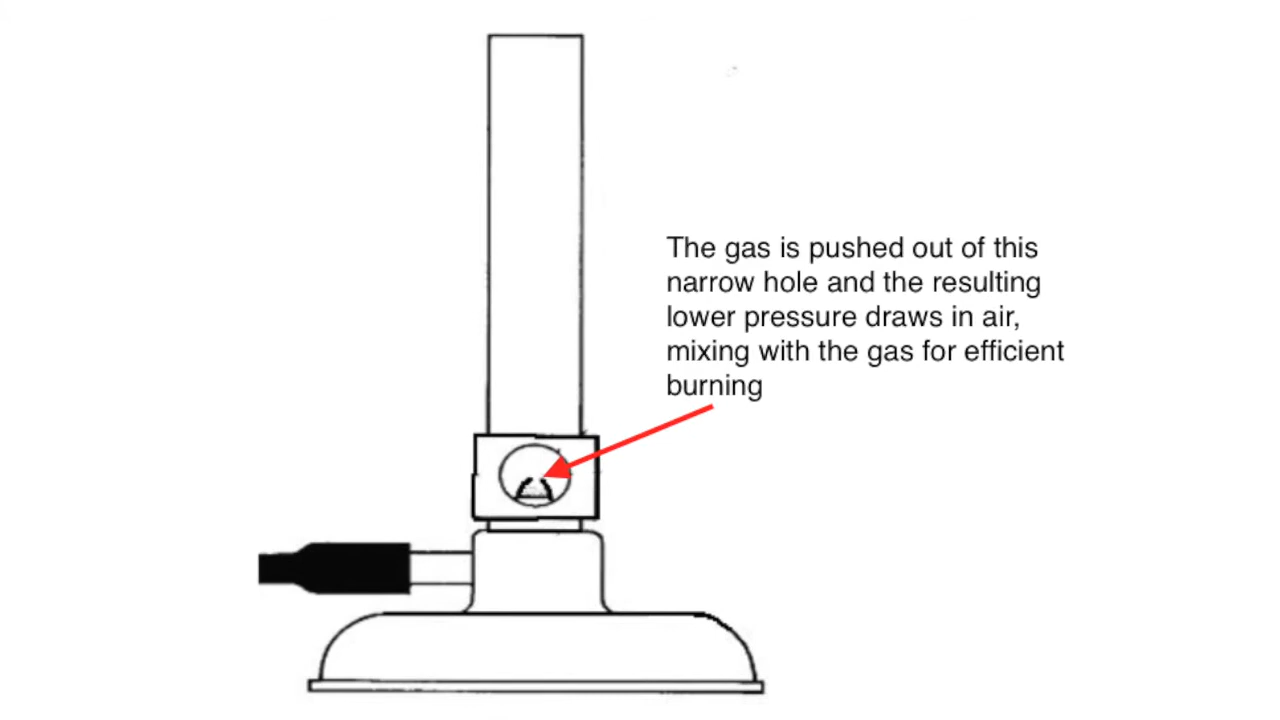 The gas is pushed out of this
narrow hole and the resulting
lower pressure draws in air,
mixing with the gas for efficient
burning